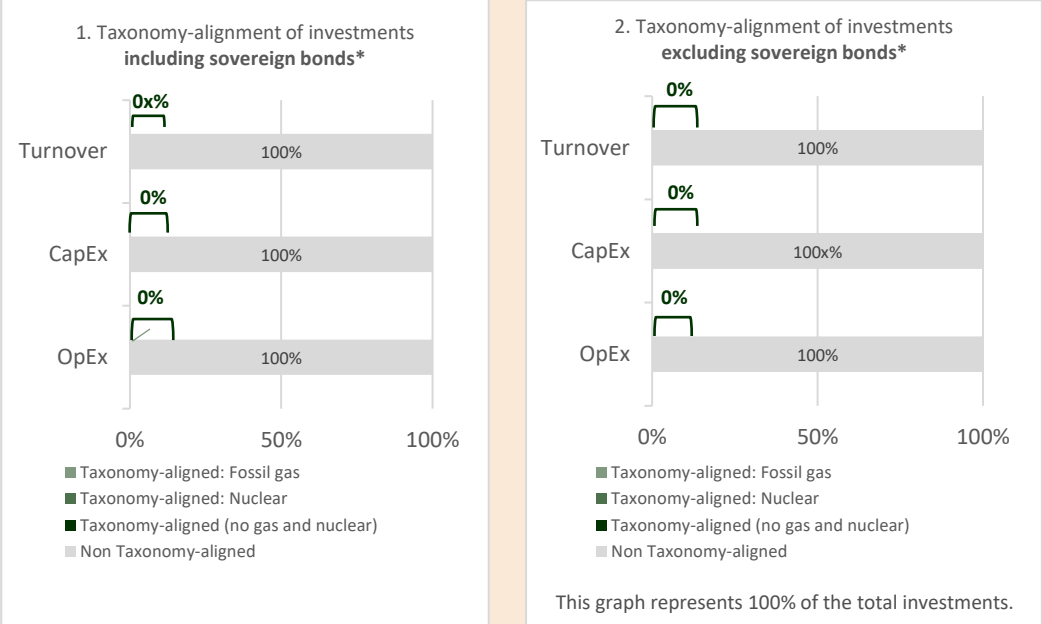 1. Taxonomy-alignment of investments
including sovereign bonds*
0x%
Turnover
100%
0%
CapEx
100%
0%
OpEx
100%
0%
50%
100%
Taxonomy-aligned: Fossil gas
Taxonomy-aligned: Nuclear
Taxonomy-aligned (no gas and nuclear)
Non Taxonomy-aligned
2. Taxonomy-alignment of investments
excluding sovereign bonds*
0%
Turnover
100%
0%
CapEx
100x%
0%
OpEx
100%
0%
50%
100%
Taxonomy-aligned: Fossil gas
Taxonomy-aligned: Nuclear
Taxonomy-aligned (no gas and nuclear)
Non Taxonomy-aligned
This graph represents 100% of the total investments.